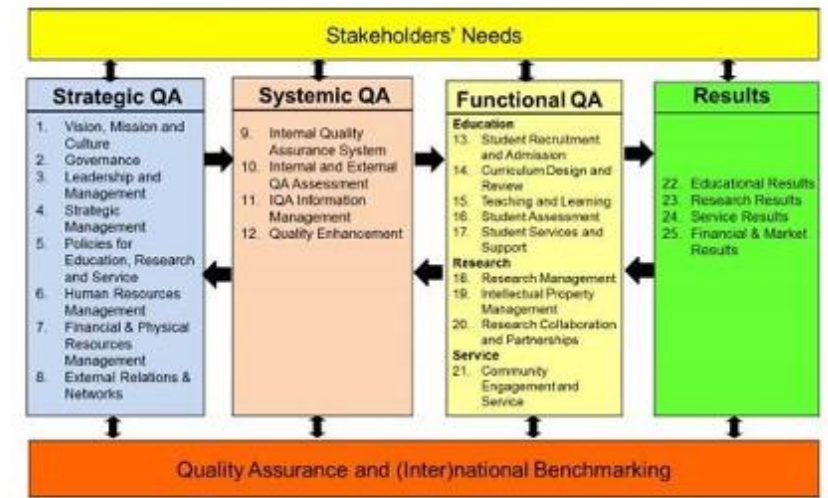 Stakeholders' Needs
Strategic QA
1. Vision, Mission and
Culture
2. Governance
3. Leadership and
Management
4. Strategic
Management
5. Policies for
Education, Research
and Service
6. Human Resources
Management
7. Financial & Physical
Resources
Management
8. External Relations &
Networks
Systemic QA
9. Internal Quality
Assurance System
10. Internal and External
QA Assessment
11. IQA Information
Management
12. Quality Enhancement
Functional QA
Education
13. Student Recruitment
and Admission
14. Curriculum Design and
Review
15. Teaching and Learning
16. Student Assessment
17. Student Services and
Support
Research
18. Research Management
19. Intellectual Property
Management
20. Research Collaboration
and Partnerships
Service
21. Community
Engagement and
Service
Results
22. Educational Results
23. Research Results
24. Service Results
25. Financial & Market
Results
Quality Assurance and (Inter)national Benchmarking